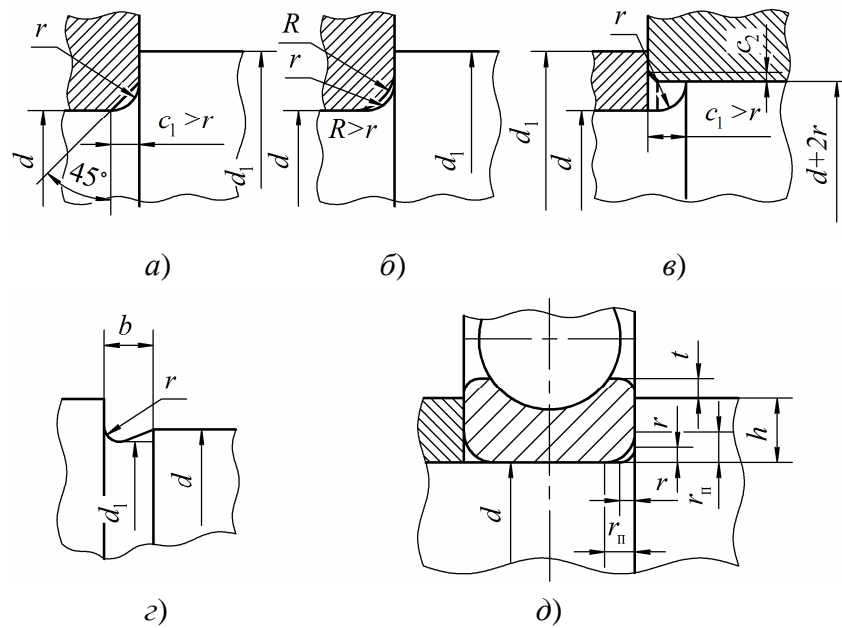 r
d
45°
c₁ > r
d₁
а)
R
r
R>r
d
d₁
б)
r
c₂
c₁ > r
d₁
d
d+2r
в)
b
r
d₁
d
г)
t
r
h
r
rп
rп
d
д)